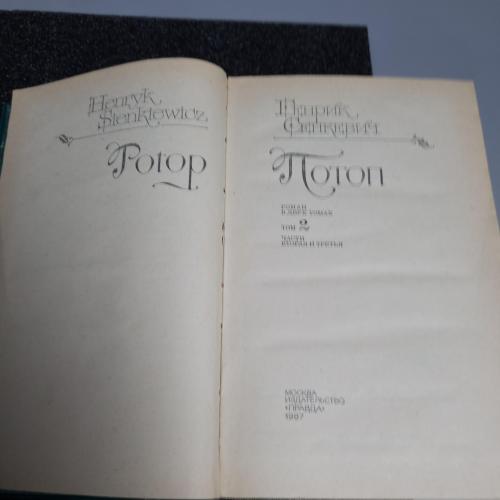 Henryk
Sienkiewicz
Potop
Генрик
Сенкевич
Потоп
РОМАН
В ДВУХ ТОМАХ
ТОМ 2
ЧАСТИ
ВТОРАЯ И ТРЕТЬЯ
МОСКВА
ИЗДАТЕЛЬСТВО
«ПРАВДА»
1987